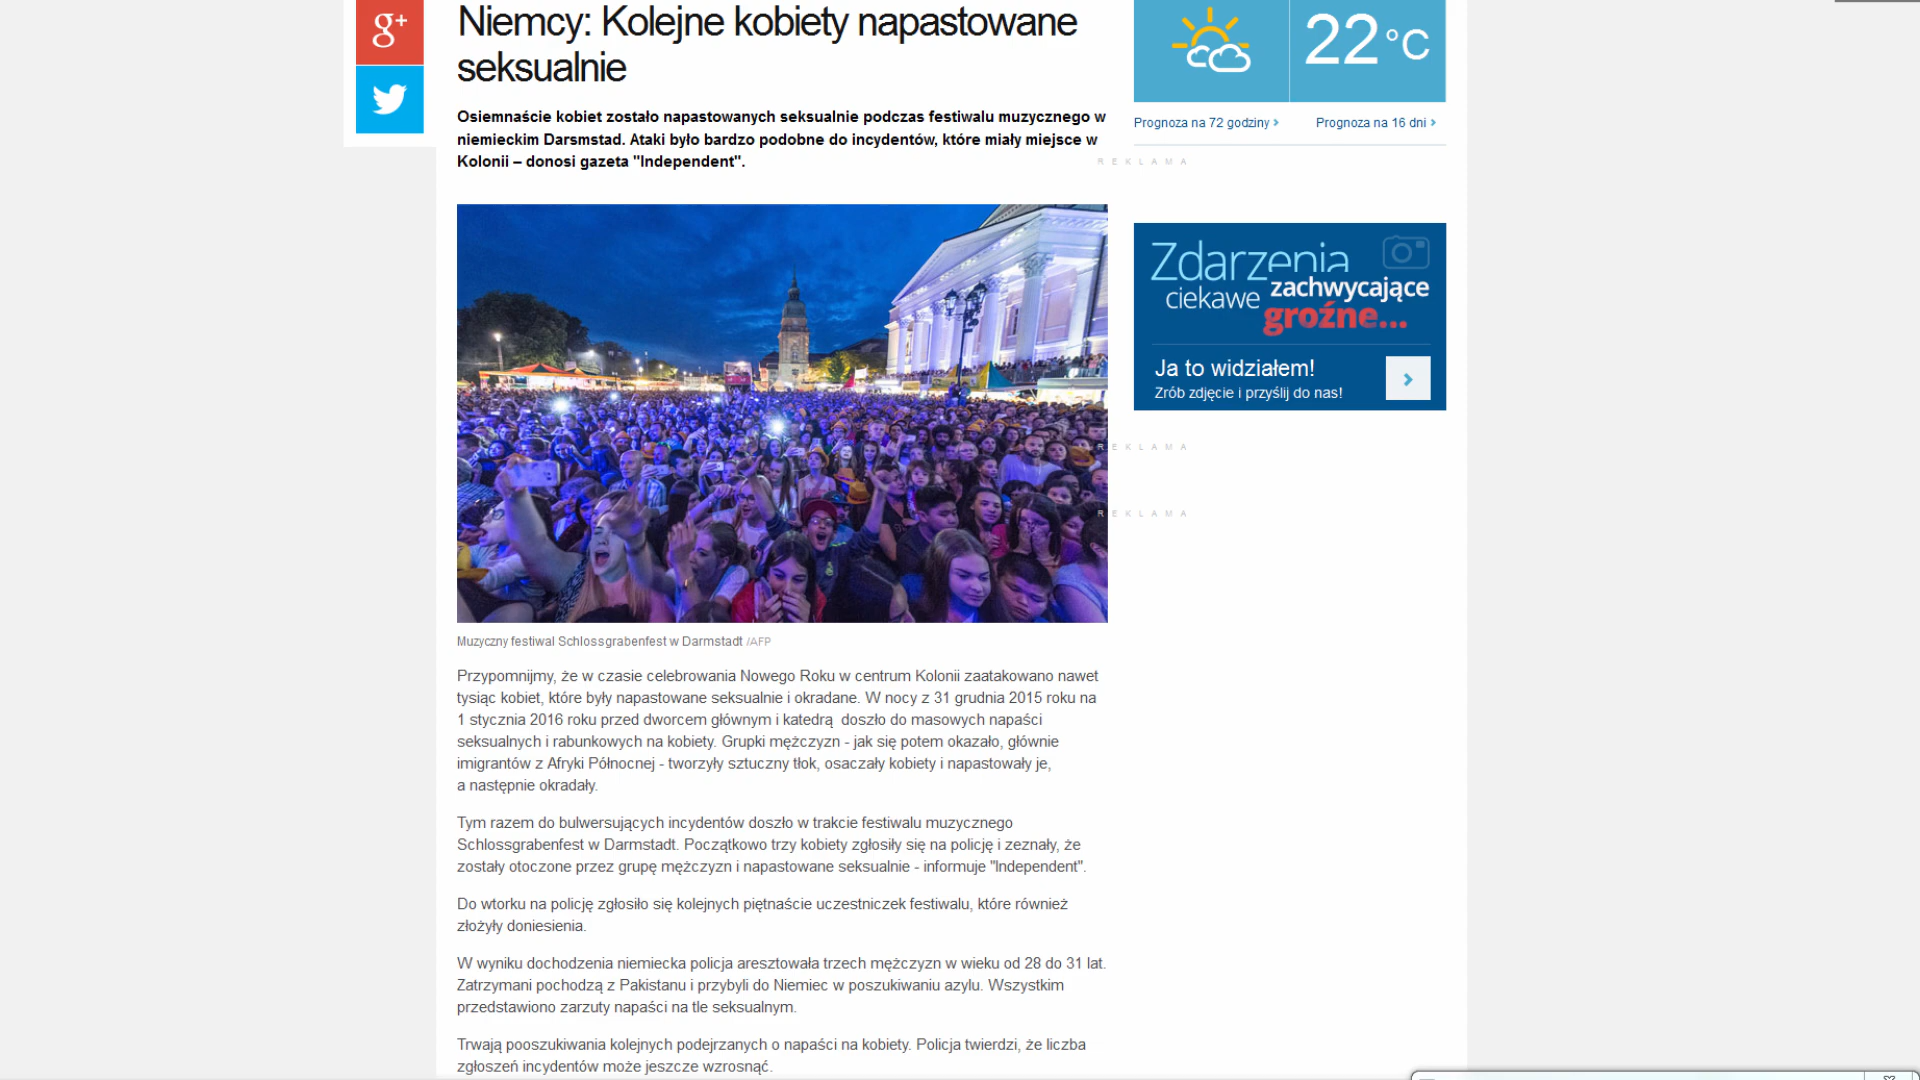 g+
Niemcy: Kolejne kobiety napastowane
seksualnie
Osiemnaście kobiet zostało napastowanych seksualnie podczas festiwalu muzycznego w
niemieckim Darsmstad. Ataki było bardzo podobne do incydentów, które miały miejsce w
Kolonii – donosi gazeta "Independent".
Muzyczny festiwal Schlossgrabenfest w Darmstadt /AFP
Przypomnijmy, że w czasie celebrowania Nowego Roku w centrum Kolonii zaatakowano nawet
tysiąc kobiet, które były napastowane seksualnie i okradane. W nocy z 31 grudnia 2015 roku na
1 stycznia 2016 roku przed dworcem głównym i katedrą  doszło do masowych napaści
seksualnych i rabunkowych na kobiety. Grupki mężczyzn - jak się potem okazało, głównie
imigrantów z Afryki Północnej - tworzyły sztuczny tłok, osaczały kobiety i napastowały je,
a następnie okradały.
Tym razem do bulwersujących incydentów doszło w trakcie festiwalu muzycznego
Schlossgrabenfest w Darmstadt. Początkowo trzy kobiety zgłosiły się na policję i zeznały, że
zostały otoczone przez grupę mężczyzn i napastowane seksualnie - informuje "Independent".
Do wtorku na policję zgłosiło się kolejnych piętnaście uczestniczek festiwalu, które również
złożyły doniesienia.
W wyniku dochodzenia niemiecka policja aresztowała trzech mężczyzn w wieku od 28 do 31 lat.
Zatrzymani pochodzą z Pakistanu i przybyli do Niemiec w poszukiwaniu azylu. Wszystkim
przedstawiono zarzuty napaści na tle seksualnym.
Trwają pooszukiwania kolejnych podejrzanych o napaści na kobiety. Policja twierdzi, że liczba
zgłoszeń incydentów może jeszcze wzrosnąć.
22 °C
Prognoza na 72 godziny
Prognoza na 16 dni
REKLAMA
Zdarzenia
ciekawe zachwycające
groźne...
Ja to widziałem!
Zrób zdjęcie i przyślij do nas!
REKLAMA
REKLAMA